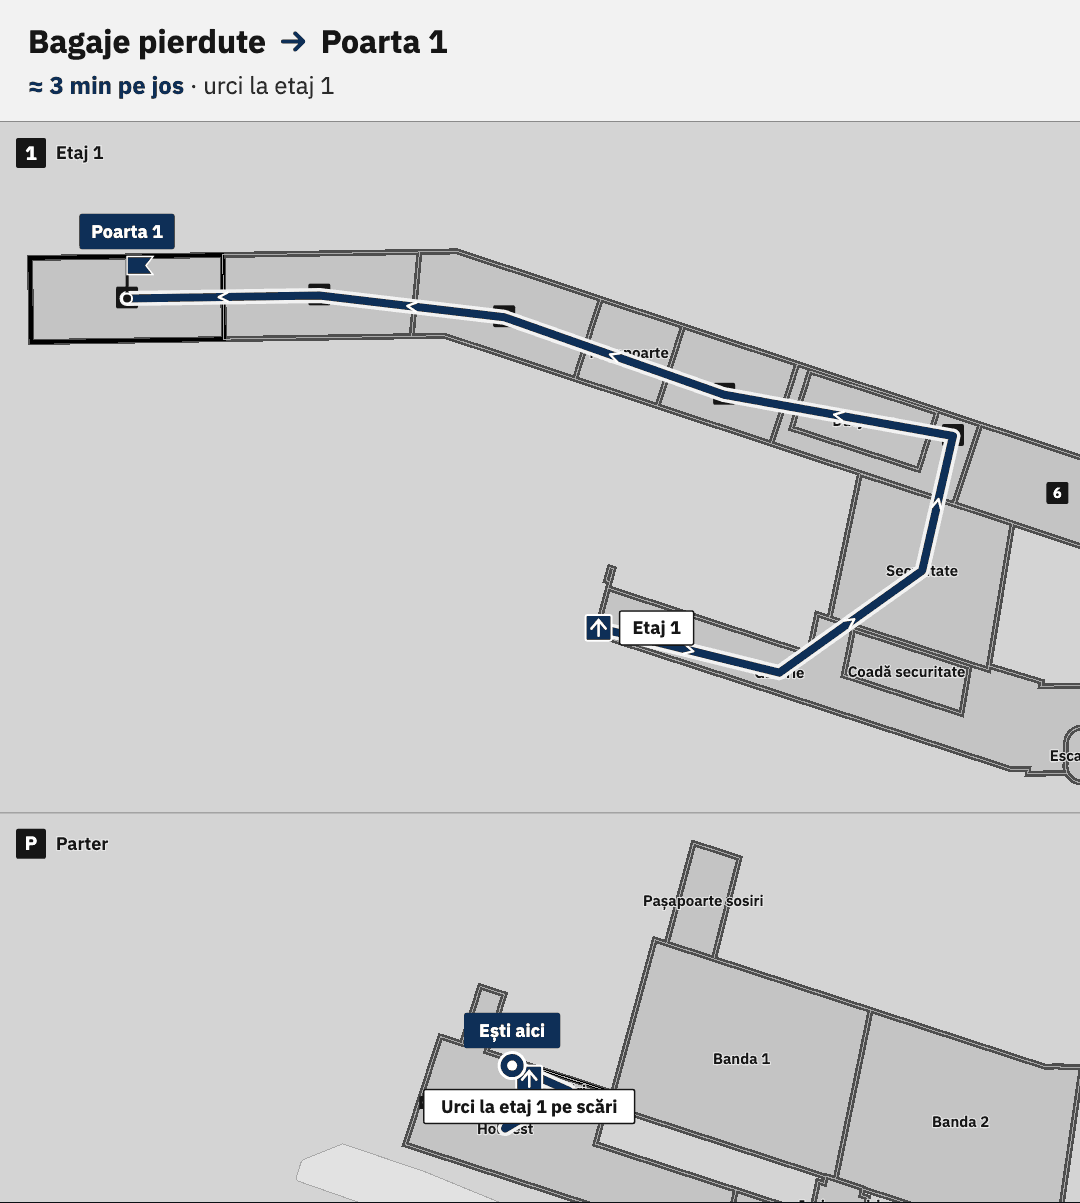 Bagaje pierdute → Poarta 1
≈ 3 min pe jos · urci la etaj 1
1 Etaj 1
Poarta 1
6
Etaj 1
Coadă securitate
P Parter
Pașapoarte sosiri
Ești aici
Banda 1
Urci la etaj 1 pe scări
Banda 2